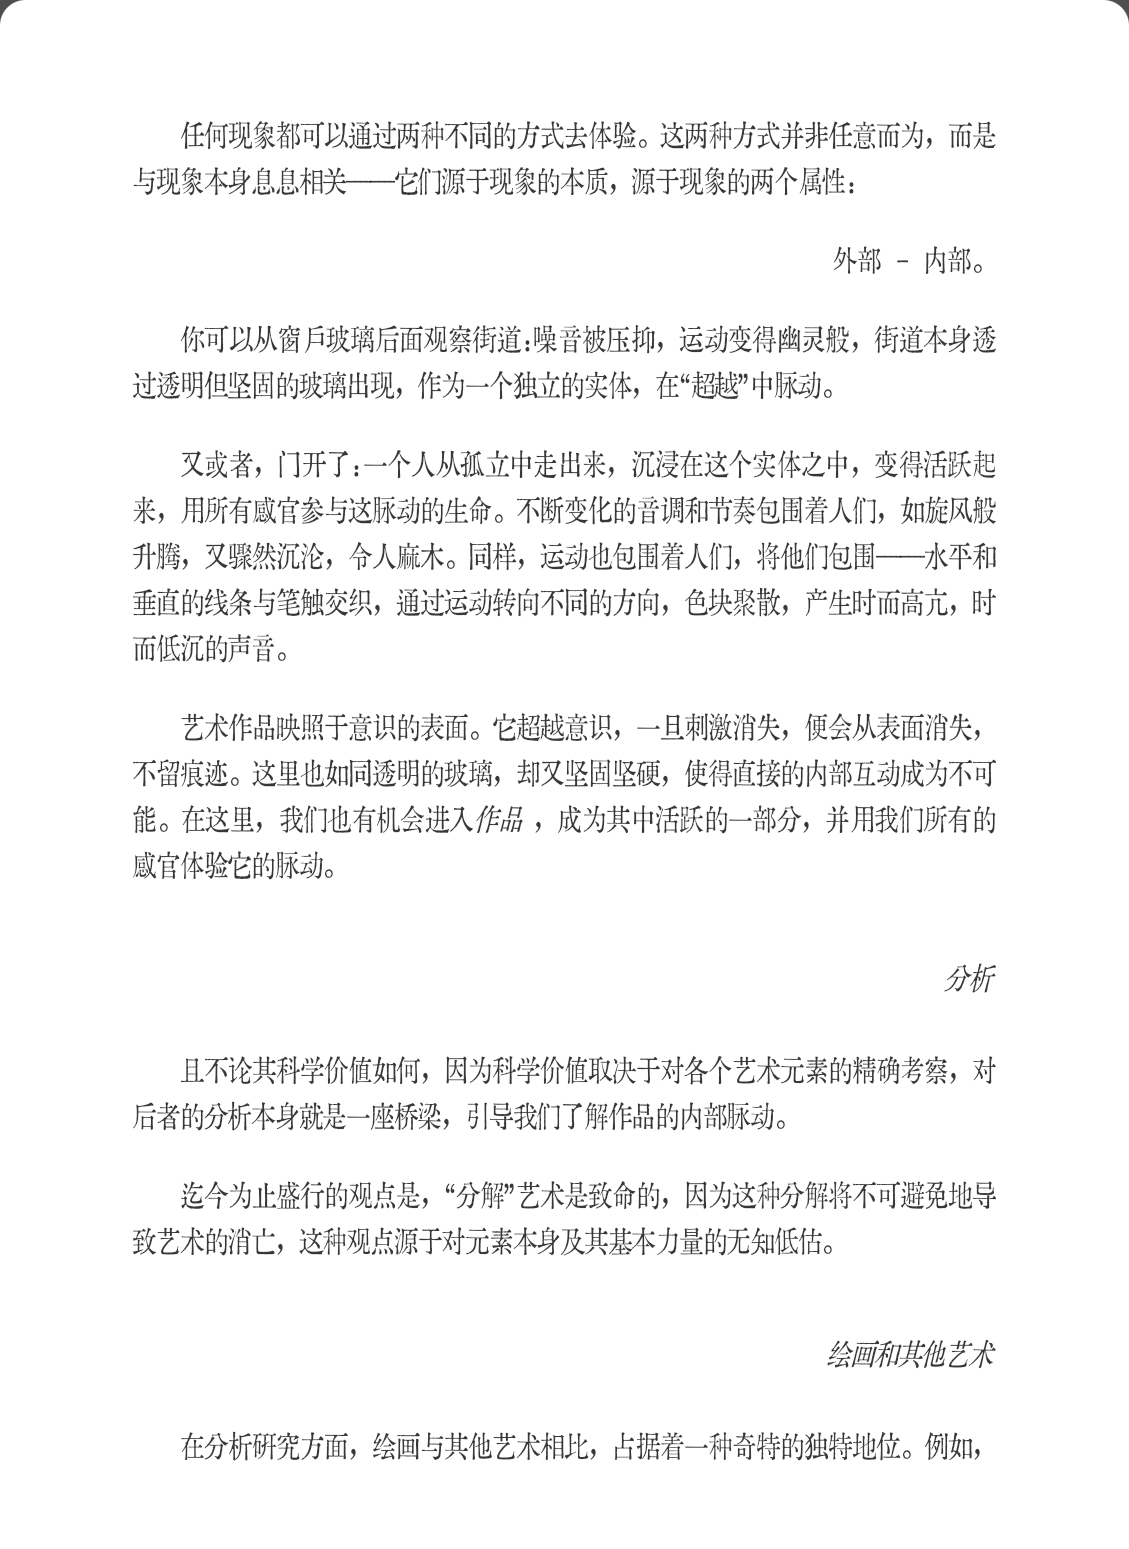 任何现象都可以通过两种不同的方式去体验。这两种方式并非任意而为，而是
与现象本身息息相关——它们源于现象的本质，源于现象的两个属性：
外部 - 内部。
你可以从窗戶玻璃后面观察街道：噪音被压抑，运动变得幽灵般，街道本身透
过透明但坚固的玻璃出现，作为一个独立的实体，在“超越”中脉动。
又或者，门开了：一个人从孤立中走出来，沉浸在这个实体之中，变得活跃起
来，用所有感官参与这脉动的生命。不断变化的音调和节奏包围着人们，如旋风般
升腾，又骤然沉沦，令人麻木。同样，运动也包围着人们，将他们包围——水平和
垂直的线条与笔触交织，通过运动转向不同的方向，色块聚散，产生时而高亢，时
而低沉的声音。
艺术作品映照于意识的表面。它超越意识，一旦刺激消失，便会从表面消失，
不留痕迹。这里也如同透明的玻璃，却又坚固坚硬，使得直接的内部互动成为不可
能。在这里，我们也有机会进入作品 ，成为其中活跃的一部分，并用我们所有的
感官体验它的脉动。
分析
且不论其科学价值如何，因为科学价值取决于对各个艺术元素的精确考察，对
后者的分析本身就是一座桥梁，引导我们了解作品的内部脉动。
迄今为止盛行的观点是，“分解”艺术是致命的，因为这种分解将不可避免地导
致艺术的消亡，这种观点源于对元素本身及其基本力量的无知低估。
绘画和其他艺术
在分析研究方面，绘画与其他艺术相比，占据着一种奇特的独特地位。例如，